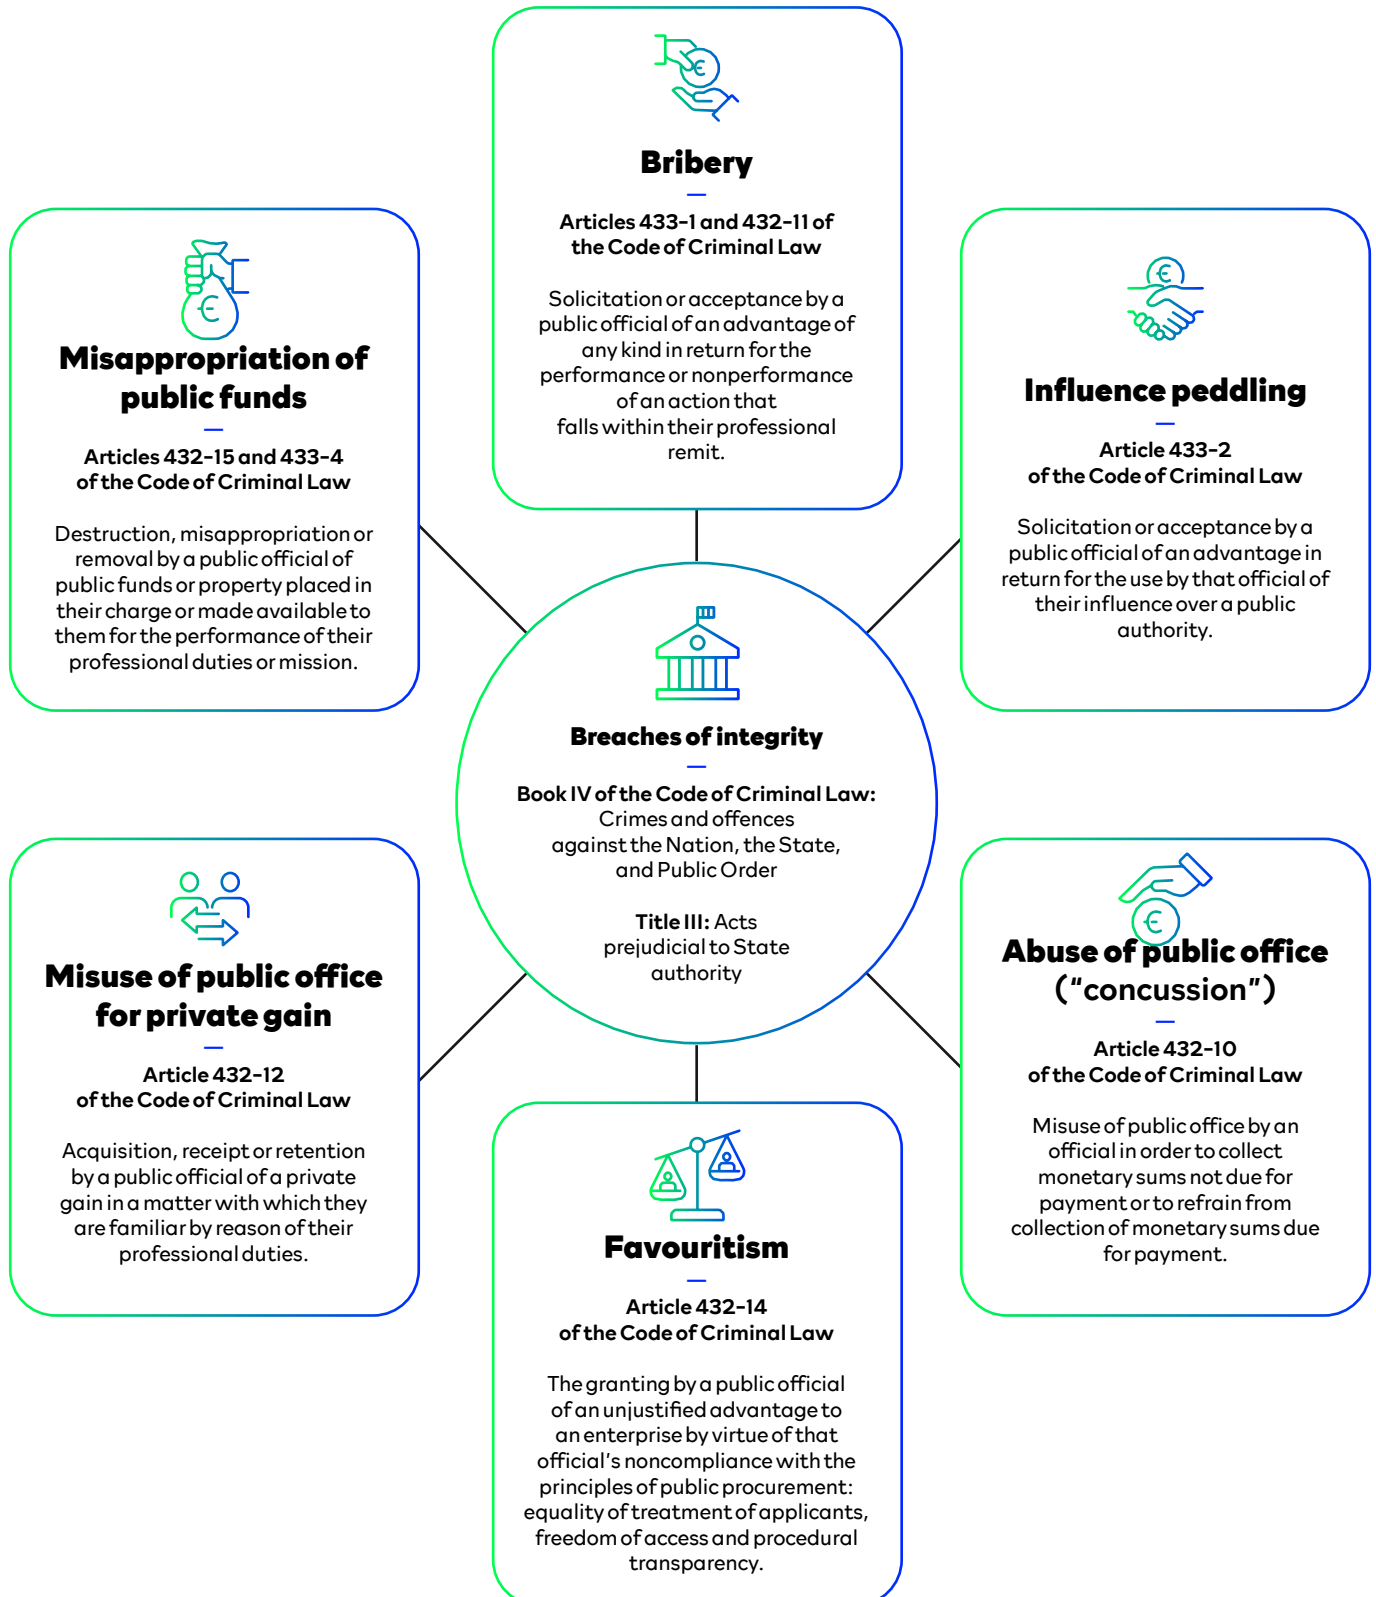 Bribery
Articles 433-1 and 432-11 of
the Code of Criminal Law
Solicitation or acceptance by a
public official of an advantage of
any kind in return for the
performance or nonperformance
of an action that
falls within their professional
remit.
Misappropriation of
public funds
Articles 432-15 and 433-4
of the Code of Criminal Law
Destruction, misappropriation or
removal by a public official of
public funds or property placed in
their charge or made available to
them for the performance of their
professional duties or mission.
Influence peddling
Article 433-2
of the Code of Criminal Law
Solicitation or acceptance by a
public official of an advantage in
return for the use by that official of
their influence over a public
authority.
Breaches of integrity
Book IV of the Code of Criminal Law:
Crimes and offences
against the Nation, the State,
and Public Order
Title III: Acts
prejudicial to State
authority
Misuse of public office
for private gain
Article 432-12
of the Code of Criminal Law
Acquisition, receipt or retention
by a public official of a private
gain in a matter with which they
are familiar by reason of their
professional duties.
Abuse of public office
(“concussion”)
Article 432-10
of the Code of Criminal Law
Misuse of public office by an
official in order to collect
monetary sums not due for
payment or to refrain from
collection of monetary sums due
for payment.
Favouritism
Article 432-14
of the Code of Criminal Law
The granting by a public official
of an unjustified advantage to
an enterprise by virtue of that
official’s noncompliance with the
principles of public procurement:
equality of treatment of applicants,
freedom of access and procedural
transparency.